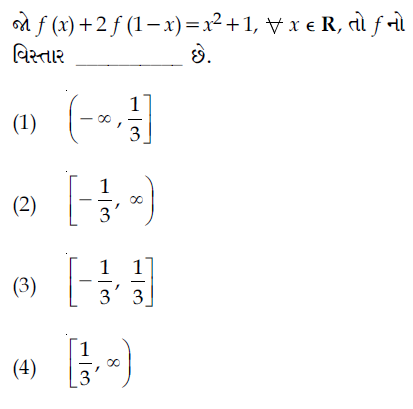 જો f (x) + 2 f (1 − x) = x² + 1, ∀ x ϵ R, તો f નો
વિસ્તાર __________ છે.
(1) (−∞, 1/3]
(2) [−1/3, ∞)
(3) [−1/3, 1/3]
(4) [1/3, ∞)